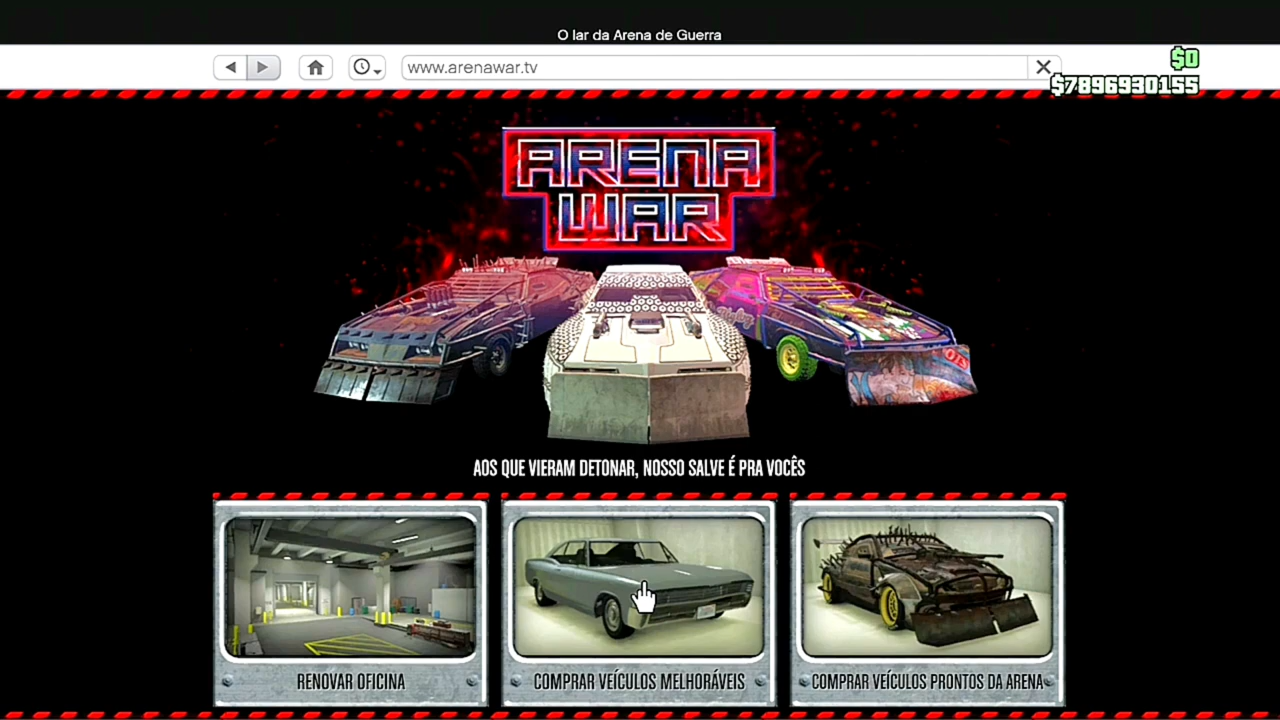 O lar da Arena de Guerra
www.arenawar.tv
$0
$7896930155
ARENA
WAR
AOS QUE VIERAM DETONAR, NOSSO SALVE É PRA VOCÊS
RENOVAR OFICINA
COMPRAR VEÍCULOS MELHORÁVEIS
COMPRAR VEÍCULOS PRONTOS DA ARENA